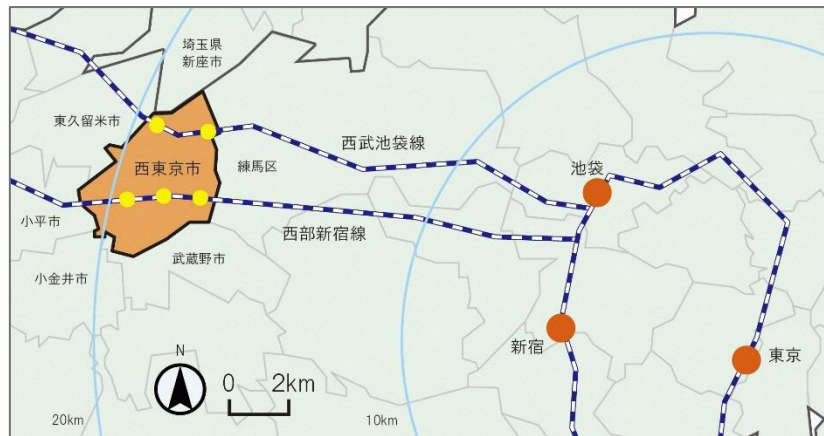 埼玉県
新座市
東久留米市
西武池袋線
西東京市
練馬区
池袋
小平市
西部新宿線
武蔵野市
小金井市
新宿
東京
N
0 2km
20km
10km